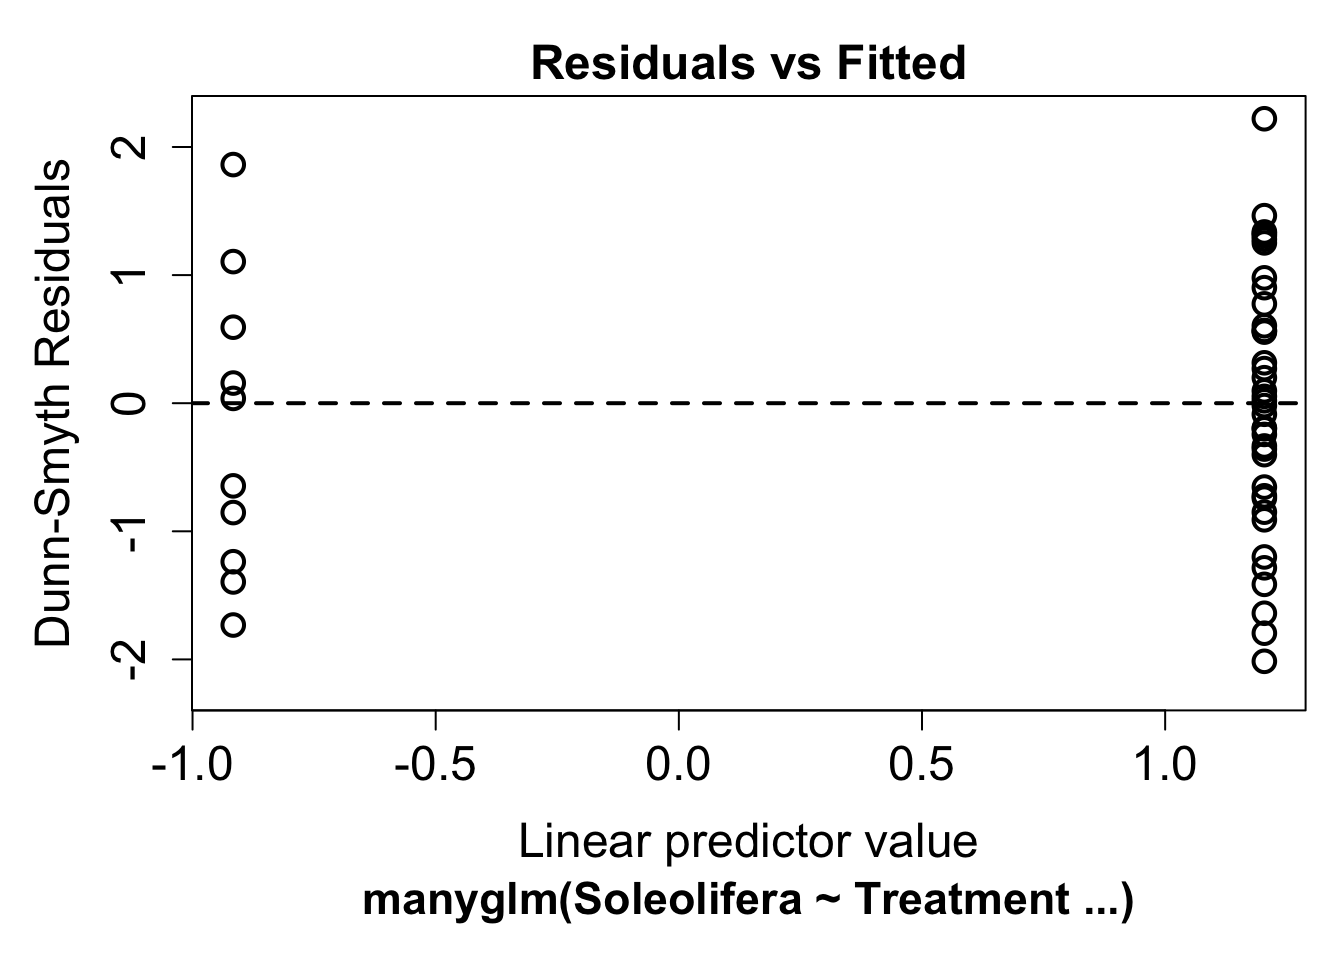 Residuals vs Fitted
Dunn-Smyth Residuals
2
1
0
-1
-2
-1.0 -0.5 0.0 0.5 1.0
Linear predictor value
manyglm(Soleolifera ~ Treatment ...)